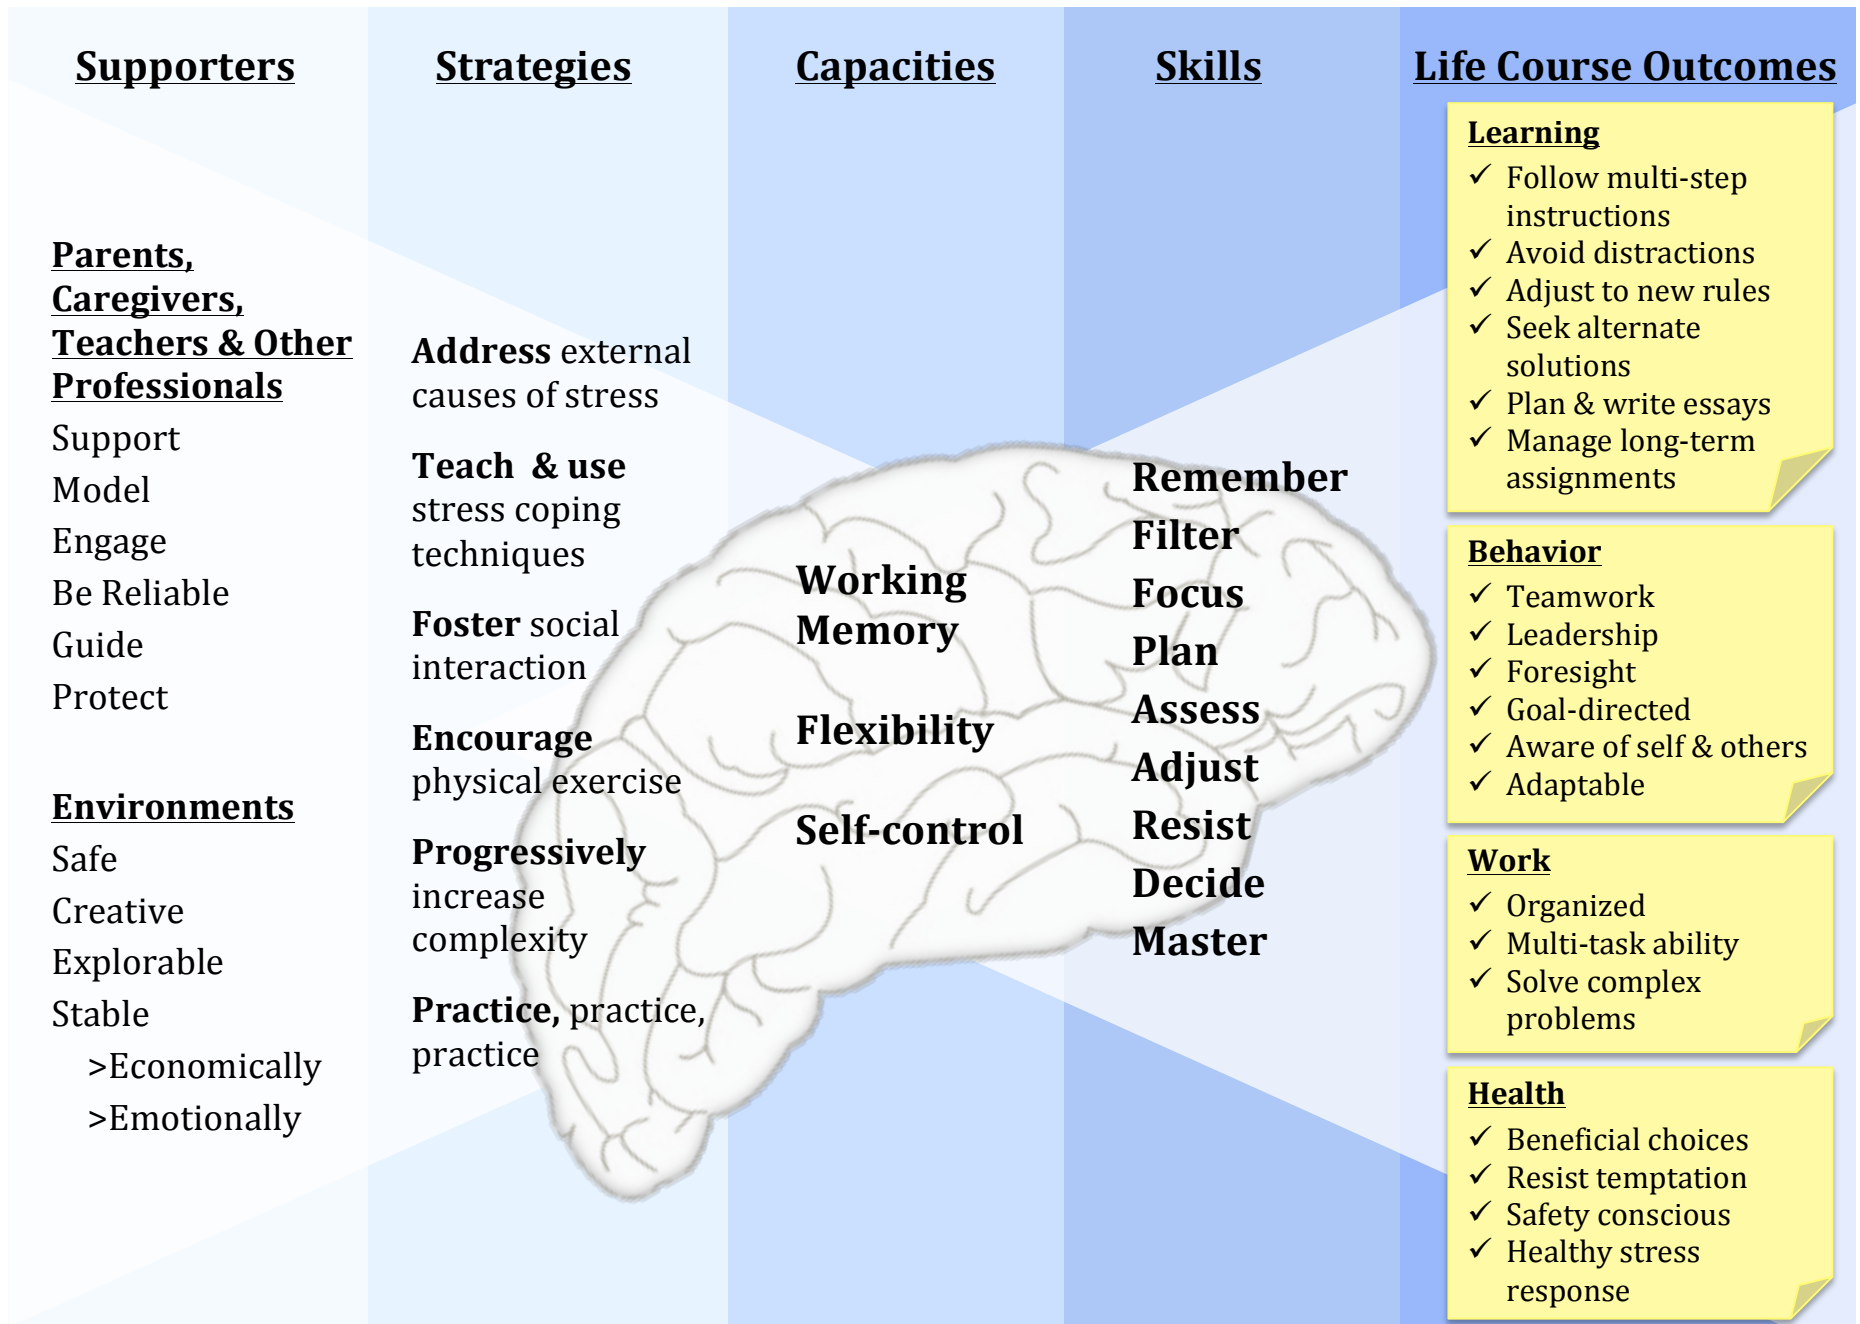 Supporters
Strategies
Capacities
Skills
Life Course Outcomes
Parents,
Caregivers,
Teachers & Other
Professionals
Support
Model
Engage
Be Reliable
Guide
Protect
Environments
Safe
Creative
Explorable
Stable
>Economically
>Emotionally
Address external
causes of stress
Teach & use
stress coping
techniques
Foster social
interaction
Encourage
physical exercise
Progressively
increase
complexity
Practice, practice,
practice
Working
Memory
Flexibility
Self-control
Remember
Filter
Focus
Plan
Assess
Adjust
Resist
Decide
Master
Learning
✓ Follow multi-step
instructions
✓ Avoid distractions
✓ Adjust to new rules
✓ Seek alternate
solutions
✓ Plan & write essays
✓ Manage long-term
assignments
Behavior
✓ Teamwork
✓ Leadership
✓ Foresight
✓ Goal-directed
✓ Aware of self & others
✓ Adaptable
Work
✓ Organized
✓ Multi-task ability
✓ Solve complex
problems
Health
✓ Beneficial choices
✓ Resist temptation
✓ Safety conscious
✓ Healthy stress
response